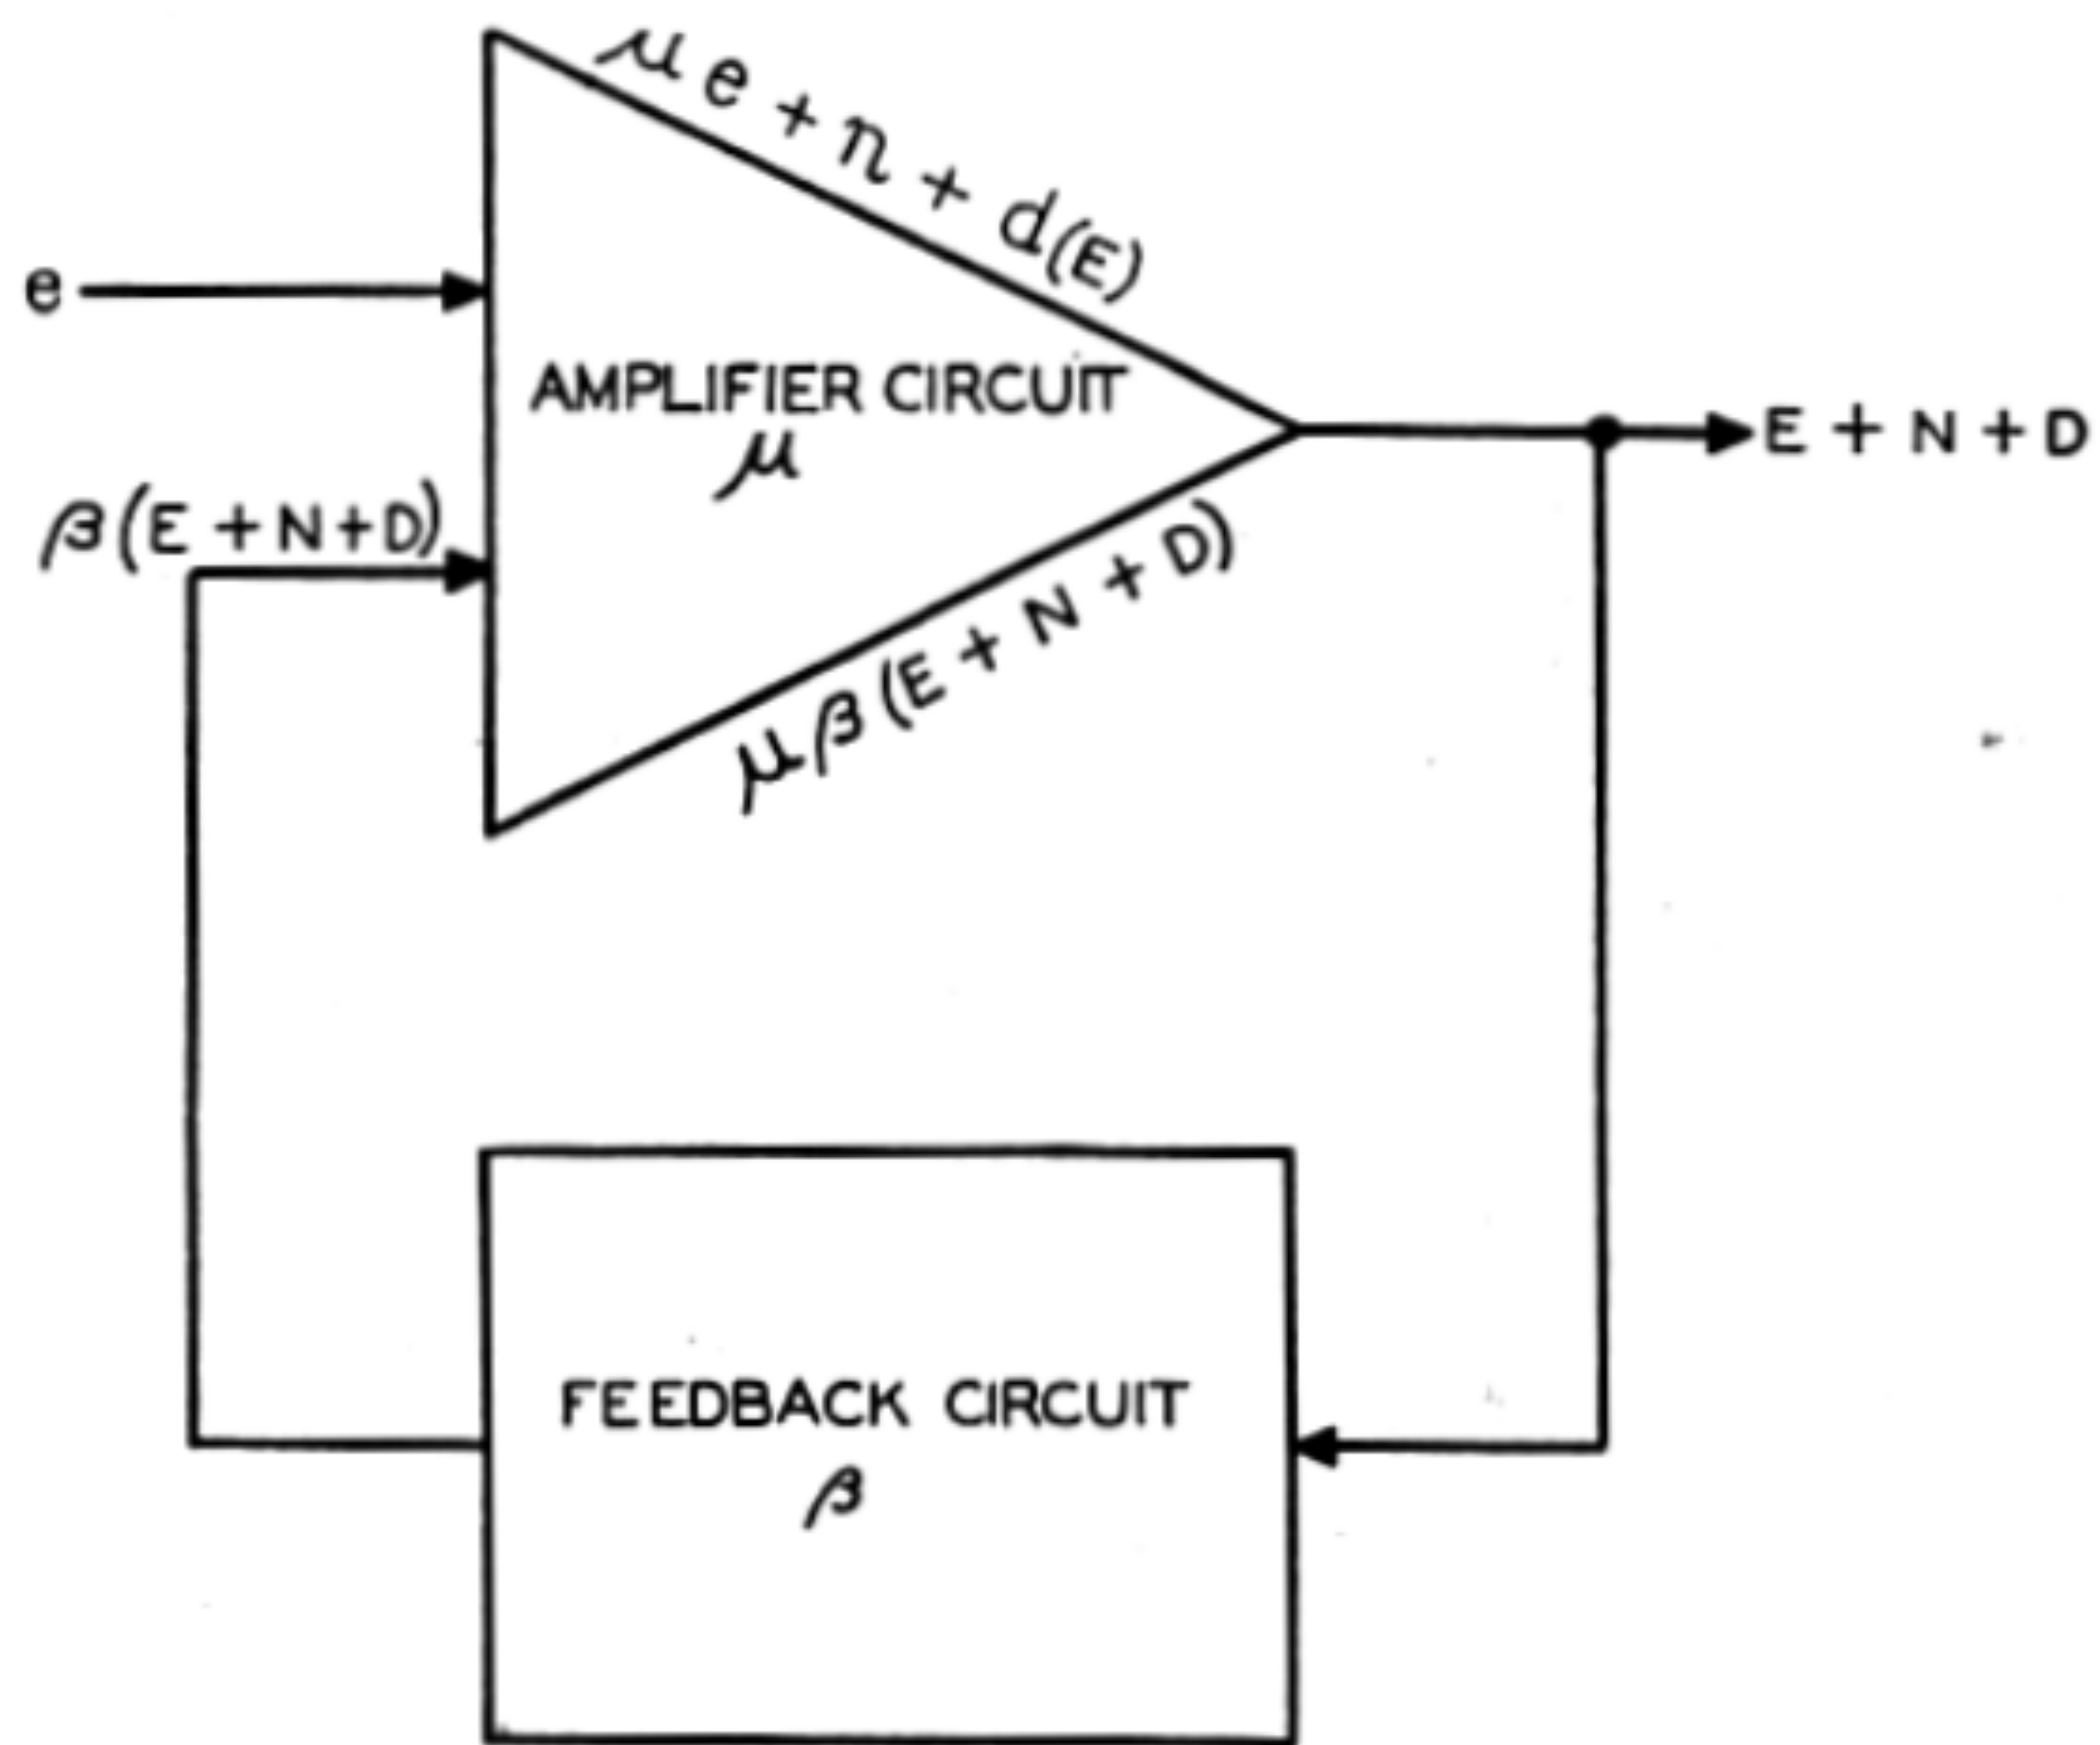 μe + n + d(E)
e
AMPLIFIER CIRCUIT
μ
E + N + D
β(E + N + D)
μβ(E + N + D)
FEEDBACK CIRCUIT
β